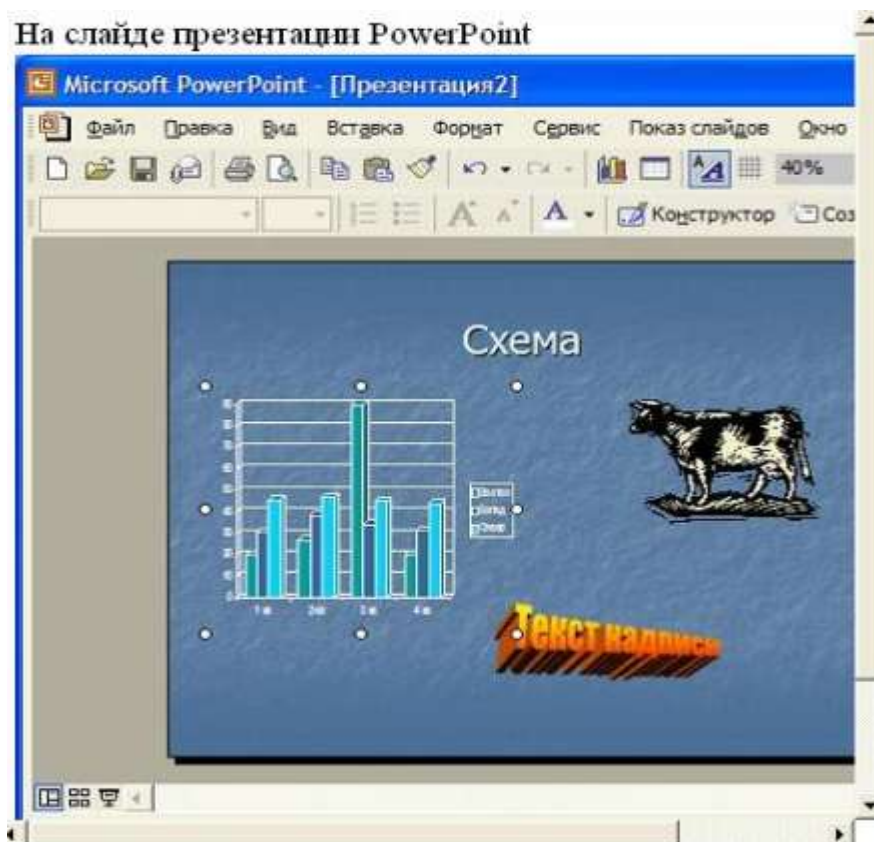 На слайде презентации PowerPoint
Microsoft PowerPoint - [Презентация2]
Файл Правка Вид Вставка Формат Сервис Показ слайдов Окно
40%
Конструктор Соз
Схема
Текст надписи